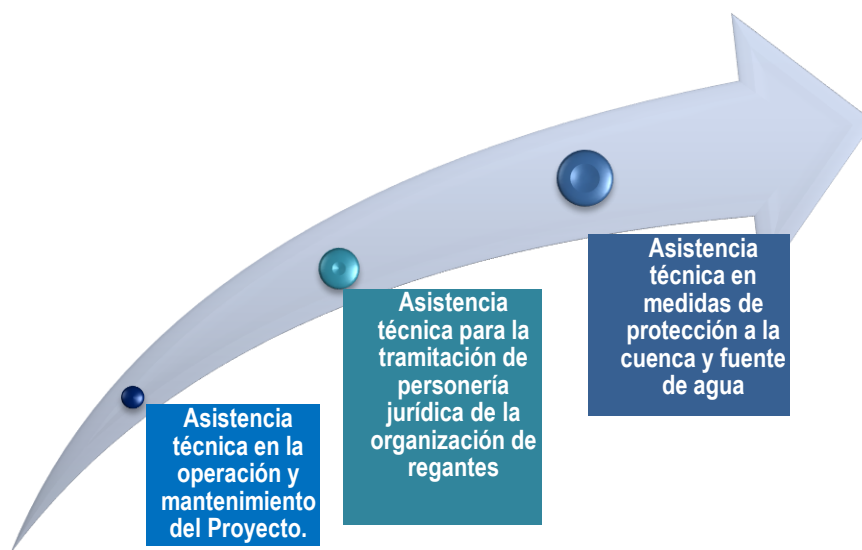 Asistencia
técnica en la
operación y
mantenimiento
del Proyecto.
Asistencia
técnica para la
tramitación de
personería
jurídica de la
organización de
regantes
Asistencia
técnica en
medidas de
protección a la
cuenca y fuente
de agua